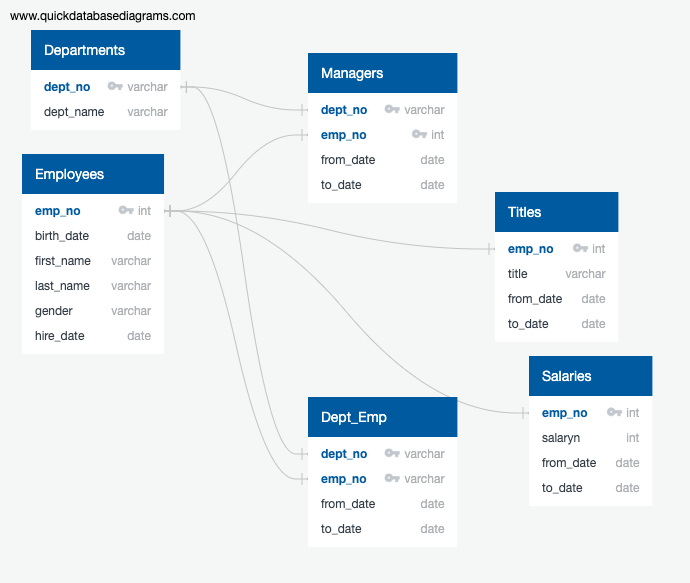 www.quickdatabasediagrams.com
Departments
dept_no varchar
dept_name varchar
Employees
emp_no int
birth_date date
first_name varchar
last_name varchar
gender varchar
hire_date date
Managers
dept_no varchar
emp_no int
from_date date
to_date date
Titles
emp_no int
title varchar
from_date date
to_date date
Salaries
emp_no int
salaryn int
from_date date
to_date date
Dept_Emp
dept_no varchar
emp_no varchar
from_date date
to_date date